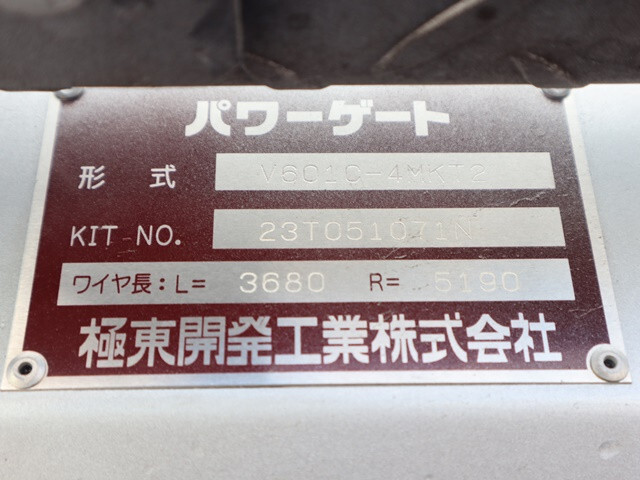 パワーゲート
形式 V601C-4MKT2
KIT NO. 23T051071N
ワイヤ長:L= 3680 R= 5190
極東開発工業株式会社